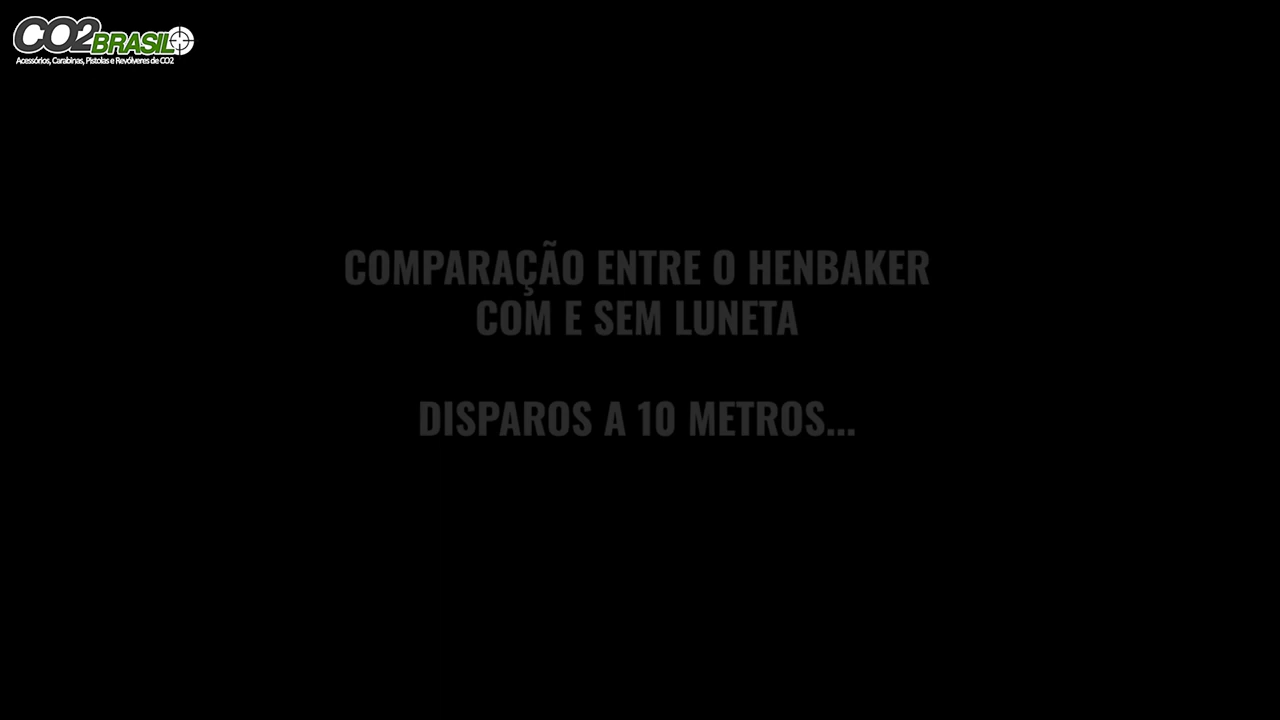 CO2BRASIL
Acessórios, Carabinas, Pistolas e Revólveres de CO2
COMPARAÇÃO ENTRE O HENBAKER
COM E SEM LUNETA
DISPAROS A 10 METROS...